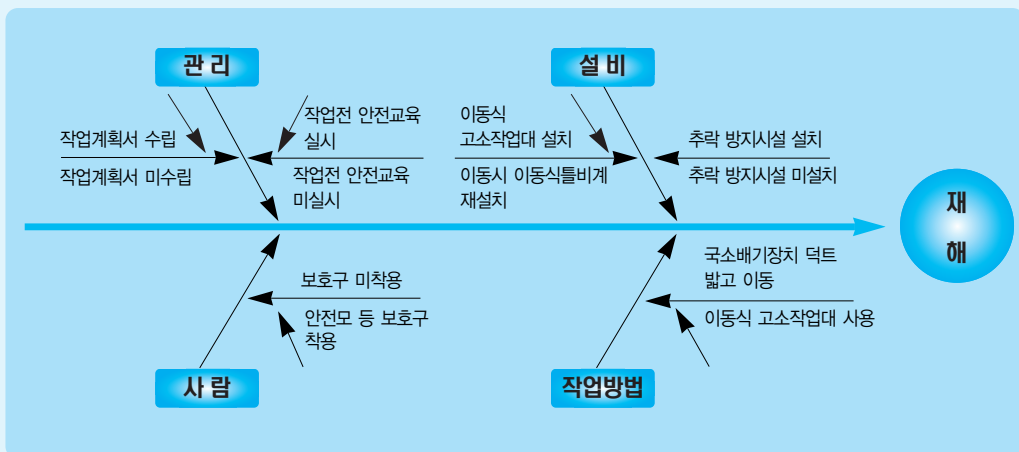 관 리
작업계획서 수립
작업계획서 미수립
작업전 안전교육
실시
작업전 안전교육
미실시
설 비
이동식
고소작업대 설치
이동시 이동식틀비계
재설치
추락 방지시설 설치
추락 방지시설 미설치
재
해
보호구 미착용
안전모 등 보호구
착용
사 람
국소배기장치 덕트
밟고 이동
이동식 고소작업대 사용
작업방법